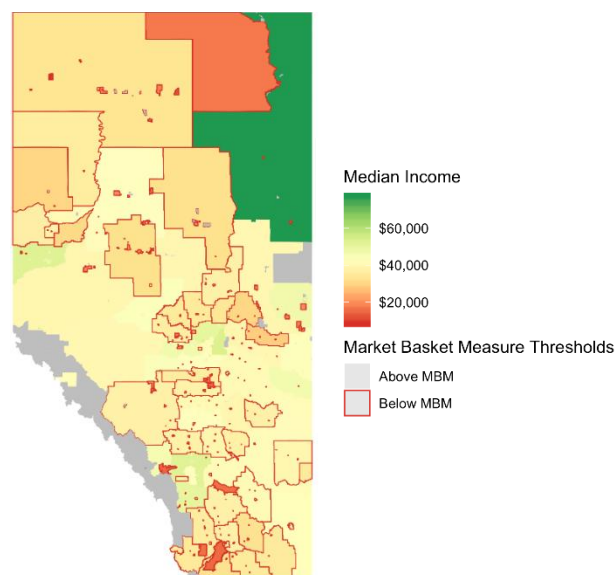 Median Income
$60,000
$40,000
$20,000
Market Basket Measure Thresholds
Above MBM
Below MBM